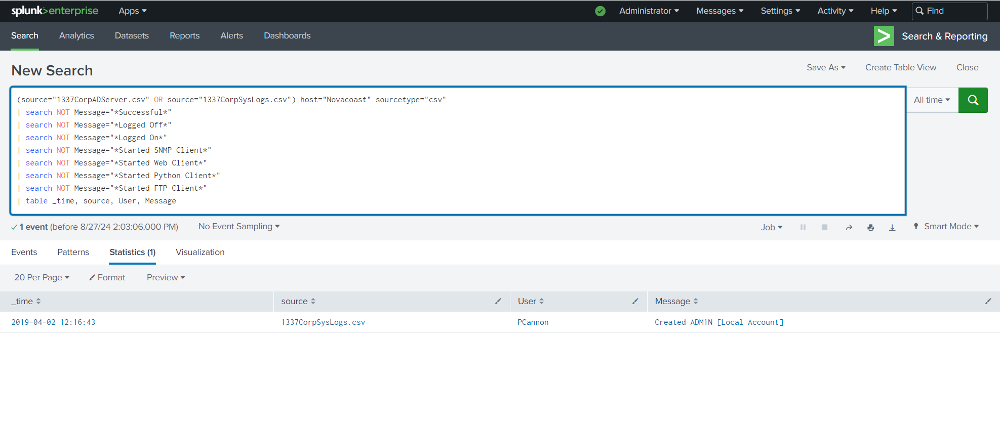 splunk>enterprise Apps Administrator Messages Settings Activity Help Find
Search Analytics Datasets Reports Alerts Dashboards > Search & Reporting
New Search Save As Create Table View Close
(source="1337CorpADServer.csv" OR source="1337CorpSysLogs.csv") host="Novacoast" sourcetype="csv"
| search NOT Message="*Successful*"
| search NOT Message="*Logged Off*"
| search NOT Message="*Logged On*"
| search NOT Message="*Started SNMP Client*"
| search NOT Message="*Started Web Client*"
| search NOT Message="*Started Python Client*"
| search NOT Message="*Started FTP Client*"
| table _time, source, User, Message
All time
1 event (before 8/27/24 2:03:06.000 PM) No Event Sampling Job Smart Mode
Events Patterns Statistics (1) Visualization
20 Per Page Format Preview
_time source User Message
2019-04-02 12:16:43 1337CorpSysLogs.csv PCannon Created ADM1N [Local Account]